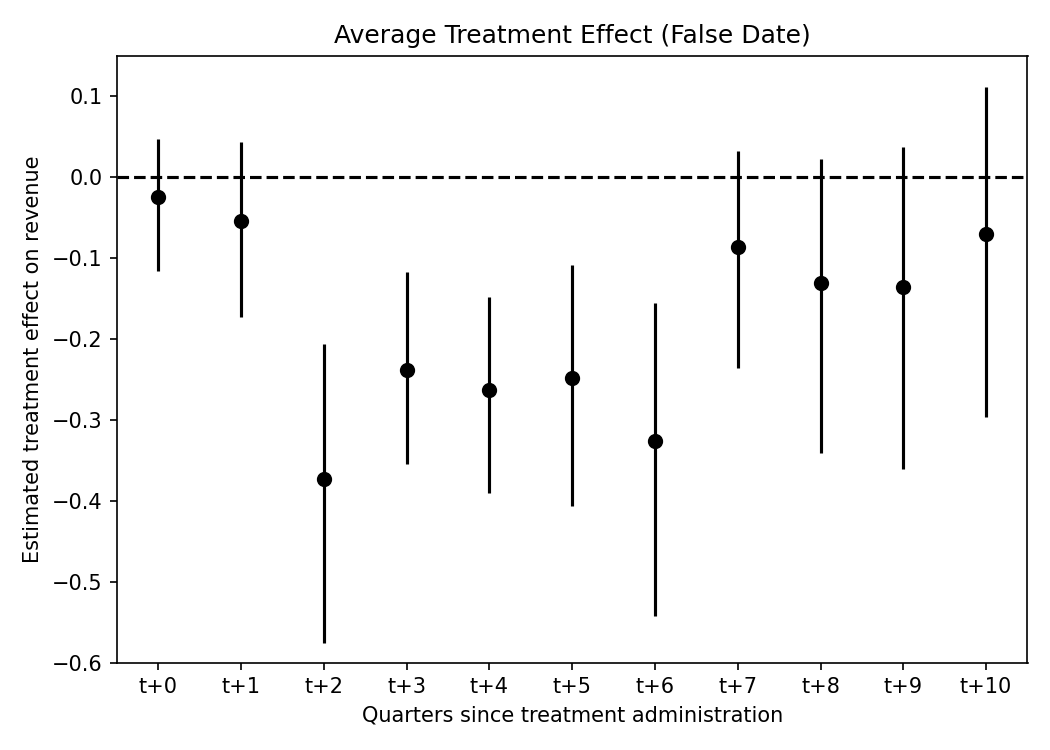 Average Treatment Effect (False Date)
Estimated treatment effect on revenue
0.1
0.0
−0.1
−0.2
−0.3
−0.4
−0.5
−0.6
t+0 t+1 t+2 t+3 t+4 t+5 t+6 t+7 t+8 t+9 t+10
Quarters since treatment administration